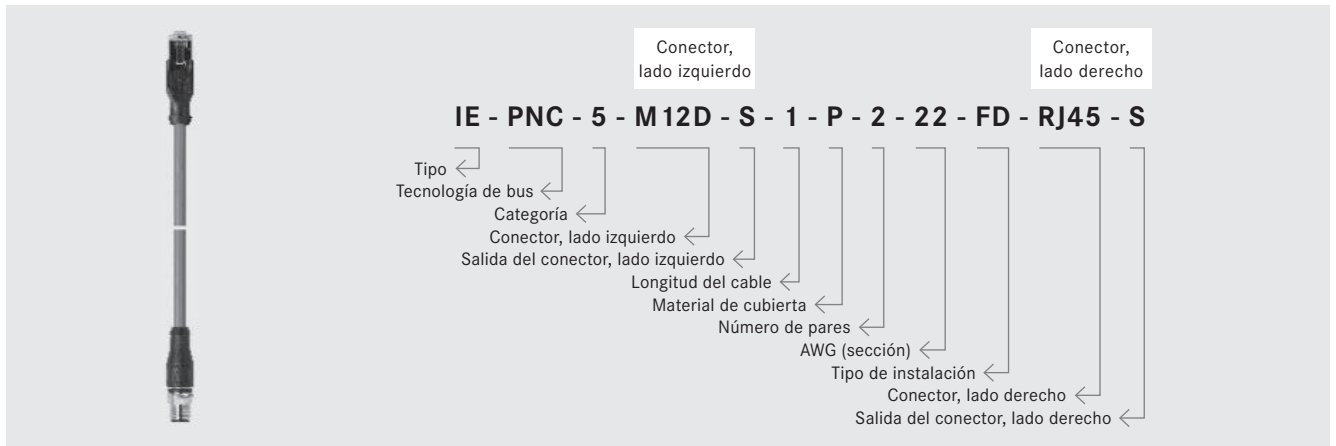 Conector,
lado izquierdo
Conector,
lado derecho
IE - PNC - 5 - M12D - S - 1 - P - 2 - 22 - FD - RJ45 - S
Tipo
Tecnología de bus
Categoría
Conector, lado izquierdo
Salida del conector, lado izquierdo
Longitud del cable
Material de cubierta
Número de pares
AWG (sección)
Tipo de instalación
Conector, lado derecho
Salida del conector, lado derecho